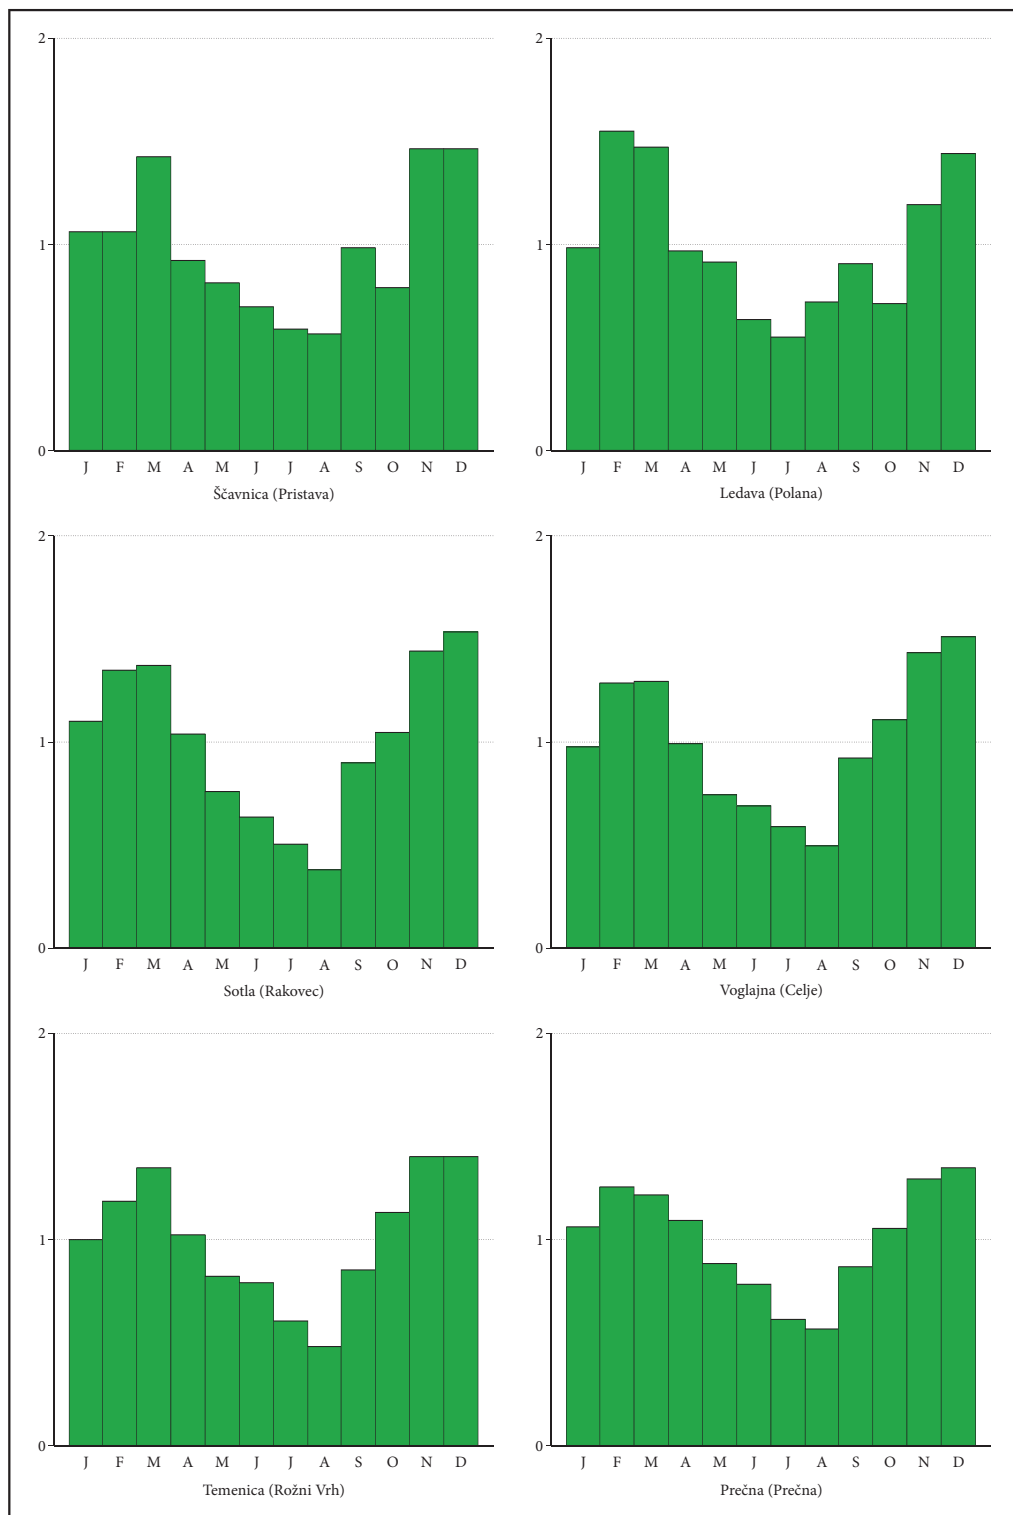 2
1
0
J F M A M J J A S O N D
Ščavnica (Pristava)
2
1
0
J F M A M J J A S O N D
Ledava (Polana)
2
1
0
J F M A M J J A S O N D
Sotla (Rakovec)
2
1
0
J F M A M J J A S O N D
Voglajna (Celje)
2
1
0
J F M A M J J A S O N D
Temenica (Rožni Vrh)
2
1
0
J F M A M J J A S O N D
Prečna (Prečna)